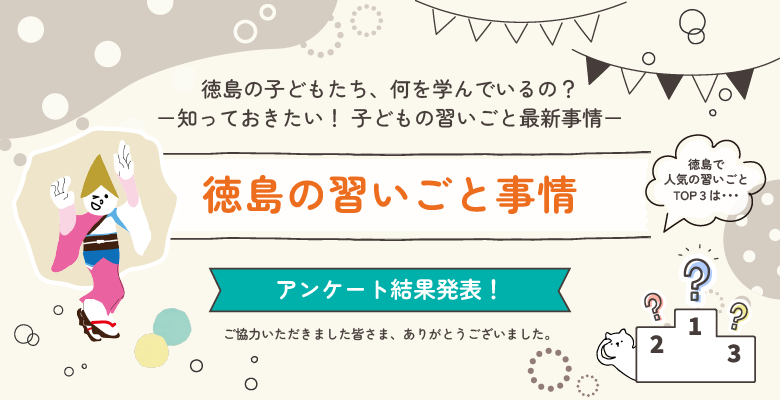 徳島の子どもたち、何を学んでいるの？
ー知っておきたい！ 子どもの習いごと最新事情ー
徳島の習いごと事情
徳島で
人気の習いごと
TOP３は・・・
アンケート結果発表！
ご協力いただきました皆さま、ありがとうございました。
?
?
?
1
2
3